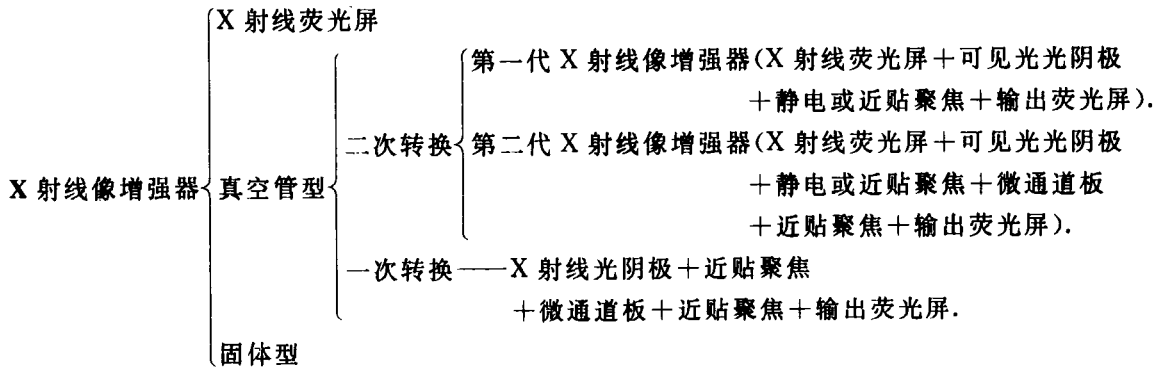 X 射线荧光屏
第一代 X 射线像增强器(X 射线荧光屏＋可见光光阴极
＋静电或近贴聚焦＋输出荧光屏).
二次转换
第二代 X 射线像增强器(X 射线荧光屏＋可见光光阴极
X 射线像增强器
真空管型
＋静电或近贴聚焦＋微通道板
＋近贴聚焦＋输出荧光屏).
一次转换——X 射线光阴极＋近贴聚焦
＋微通道板＋近贴聚焦＋输出荧光屏.
固体型